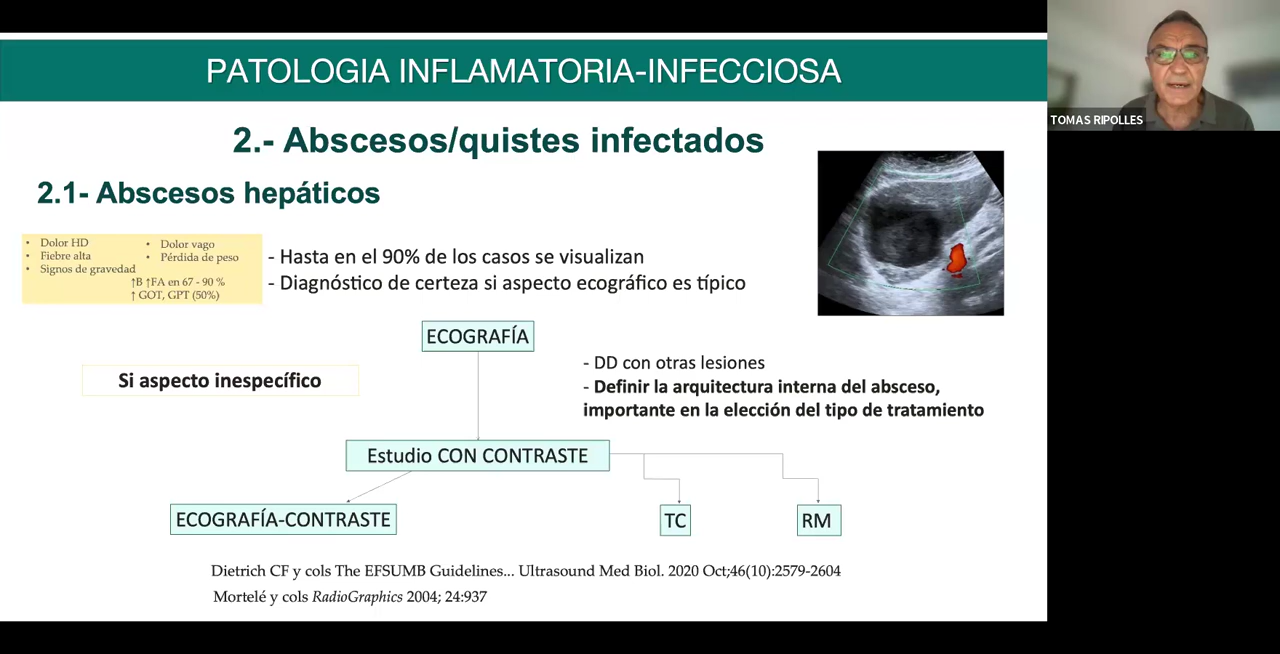 PATOLOGIA INFLAMATORIA-INFECCIOSA
TOMAS RIPOLLES
2.- Abscesos/quistes infectados
2.1- Abscesos hepáticos
• Dolor HD
• Fiebre alta
• Signos de gravedad
• Dolor vago
• Pérdida de peso
↑B ↑FA en 67 - 90 %
↑ GOT, GPT (50%)
- Hasta en el 90% de los casos se visualizan
- Diagnóstico de certeza si aspecto ecográfico es típico
ECOGRAFÍA
Si aspecto inespecífico
- DD con otras lesiones
- Definir la arquitectura interna del absceso,
importante en la elección del tipo de tratamiento
Estudio CON CONTRASTE
ECOGRAFÍA-CONTRASTE
TC
RM
Dietrich CF y cols The EFSUMB Guidelines... Ultrasound Med Biol. 2020 Oct;46(10):2579-2604
Mortelé y cols RadioGraphics 2004; 24:937